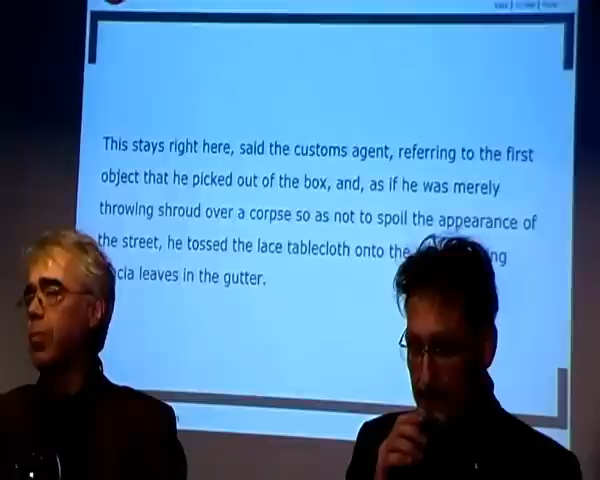 This stays right here, said the customs agent, referring to the first
object that he picked out of the box, and, as if he was merely
throwing shroud over a corpse so as not to spoil the appearance of
the street, he tossed the lace tablecloth onto the
leaves in the gutter.